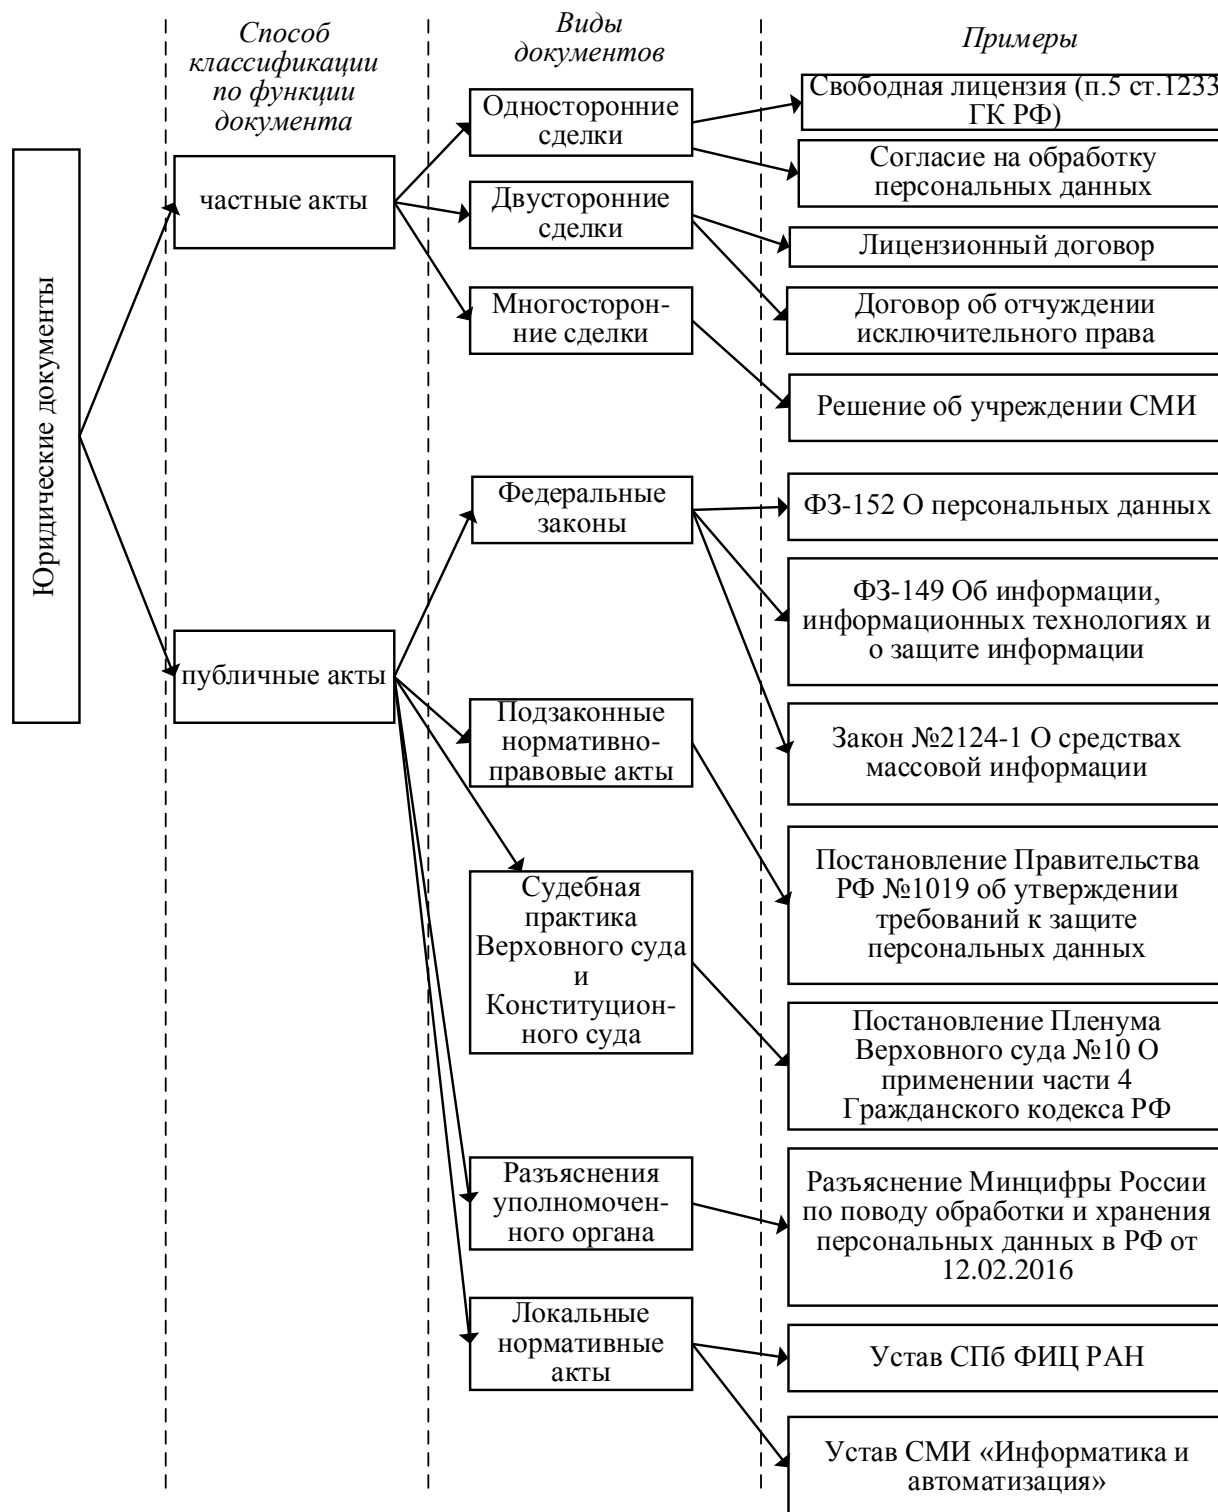 Способ
классификации
по функции
документа
Виды
документов
Примеры
Юридические документы
частные акты
Односторонние
сделки
Свободная лицензия (п.5 ст.1233
ГК РФ)
Согласие на обработку
персональных данных
Двусторонние
сделки
Лицензионный договор
Договор об отчуждении
исключительного права
Многосторон-
ние сделки
Решение об учреждении СМИ
публичные акты
Федеральные
законы
ФЗ-152 О персональных данных
ФЗ-149 Об информации,
информационных технологиях и
о защите информации
Закон №2124-1 О средствах
массовой информации
Подзаконные
нормативно-
правовые акты
Постановление Правительства
РФ №1019 об утверждении
требований к защите
персональных данных
Судебная
практика
Верховного суда
и
Конституцион-
ного суда
Постановление Пленума
Верховного суда №10 О
применении части 4
Гражданского кодекса РФ
Разъяснения
уполномочен-
ного органа
Разъяснение Минцифры России
по поводу обработки и хранения
персональных данных в РФ от
12.02.2016
Локальные
нормативные
акты
Устав СПб ФИЦ РАН
Устав СМИ «Информатика и
автоматизация»